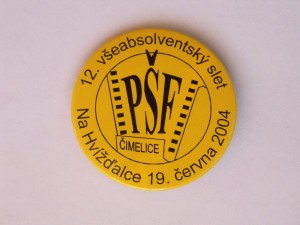 12. všeabsolventský slet
PŠF
ČIMELICE
Na Hvížďalce 19. června 2004